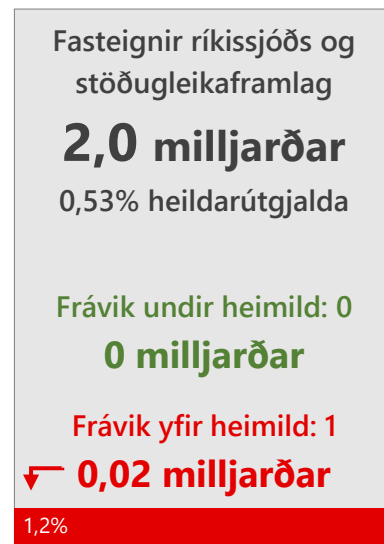 Fasteignir ríkissjóðs og
stöðugleikaframlag
2,0 milljarðar
0,53% heildarútgjalda
Frávik undir heimild: 0
0 milljarðar
Frávik yfir heimild: 1
0,02 milljarðar
1,2%